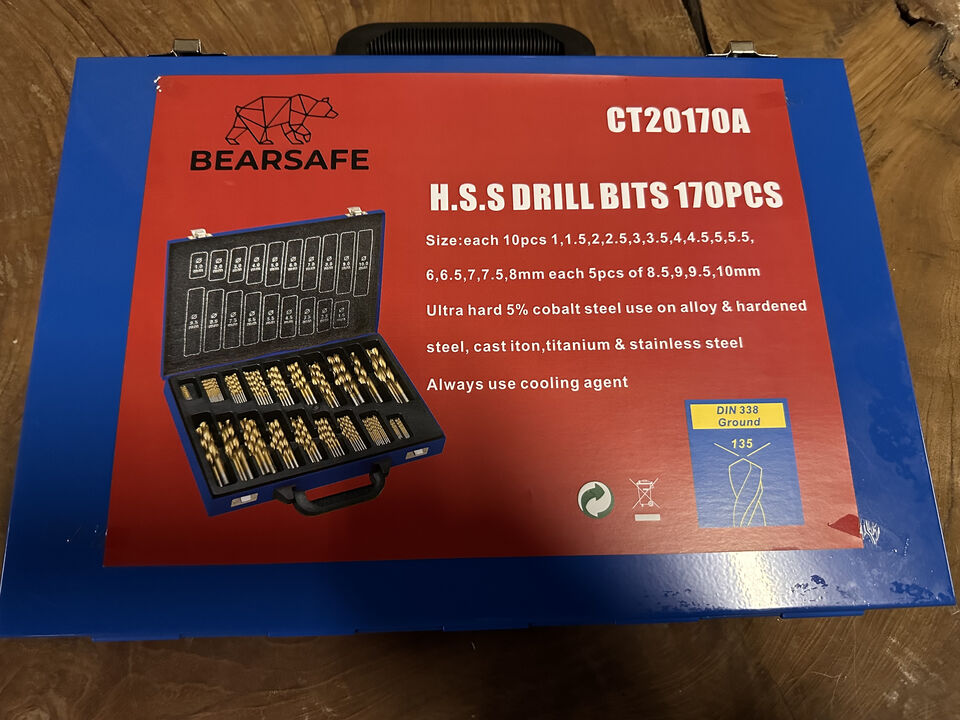 BEARSAFE
CT20170A
H.S.S DRILL BITS 170PCS
Size:each 10pcs 1,1.5,2,2.5,3,3.5,4,4.5,5,5.5,
6,6.5,7,7.5,8mm each 5pcs of 8.5,9,9.5,10mm
Ultra hard 5% cobalt steel use on alloy & hardened
steel, cast iton,titanium & stainless steel
Always use cooling agent
DIN 338
Ground
135